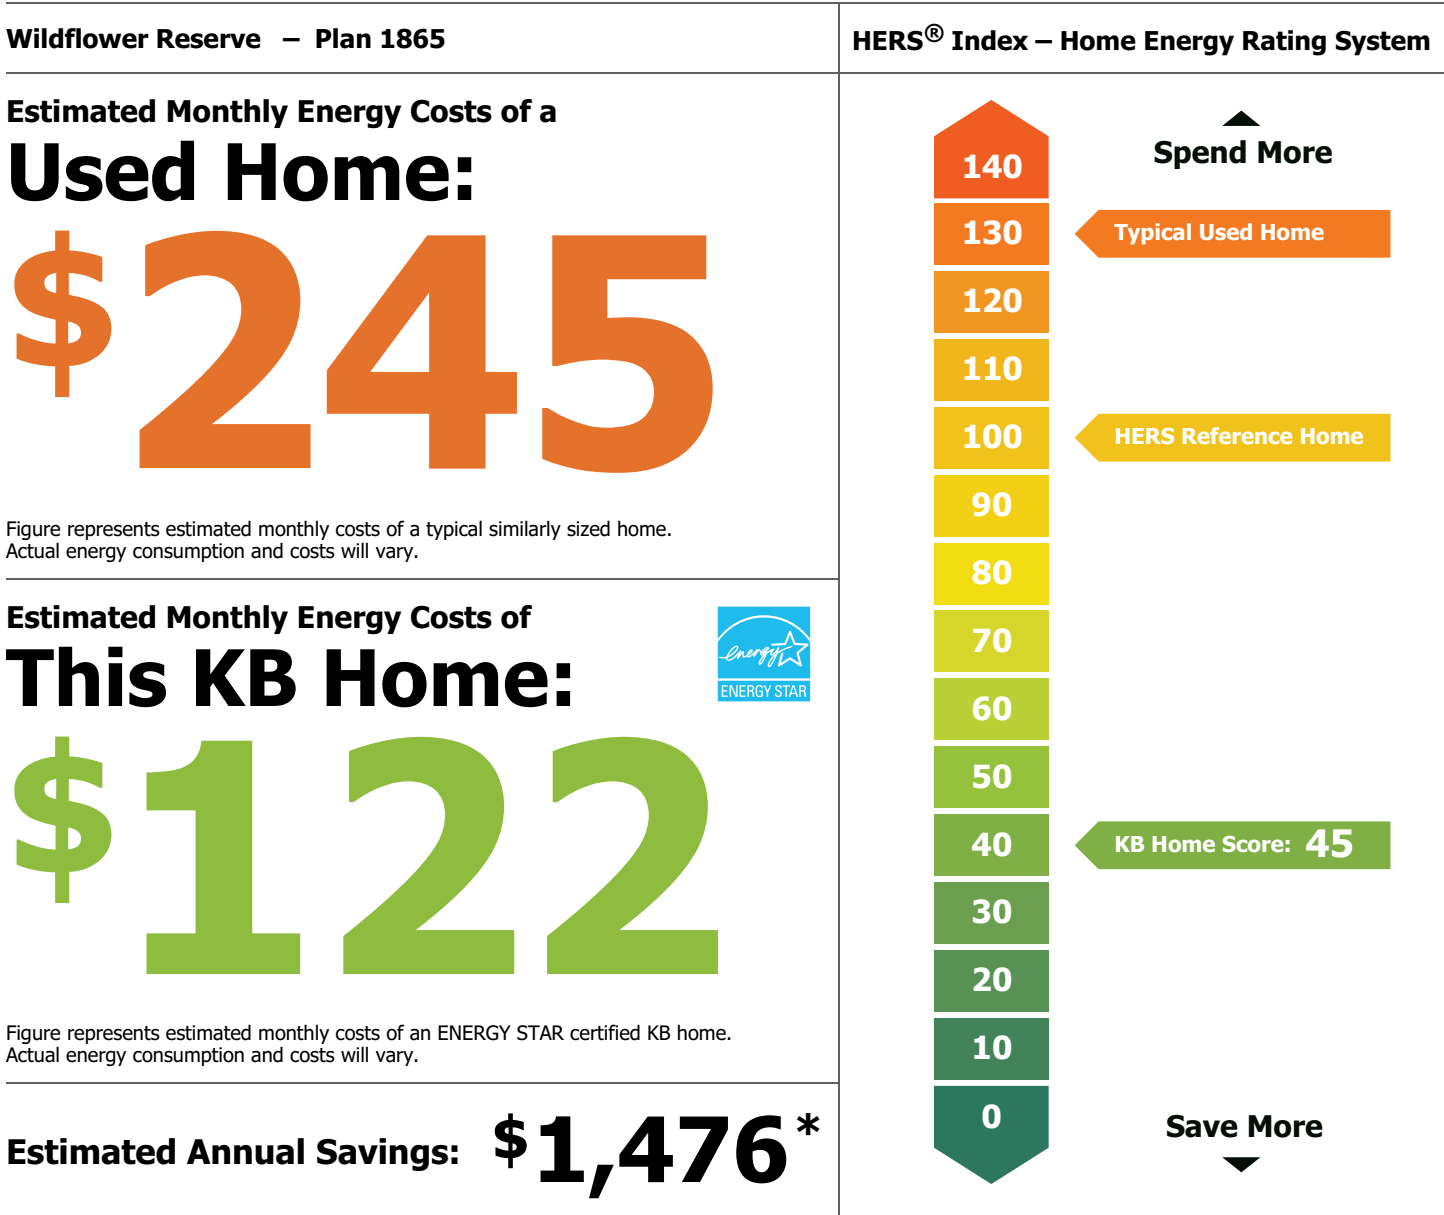 Wildflower Reserve – Plan 1865
Estimated Monthly Energy Costs of a
Used Home:
$245
Figure represents estimated monthly costs of a typical similarly sized home.
Actual energy consumption and costs will vary.
Estimated Monthly Energy Costs of
This KB Home:
energy
ENERGY STAR
$122
Figure represents estimated monthly costs of an ENERGY STAR certified KB home.
Actual energy consumption and costs will vary.
Estimated Annual Savings: $1,476*
HERS® Index – Home Energy Rating System
Spend More
140
130 Typical Used Home
120
110
100 HERS Reference Home
90
80
70
60
50
40 KB Home Score: 45
30
20
10
0
Save More